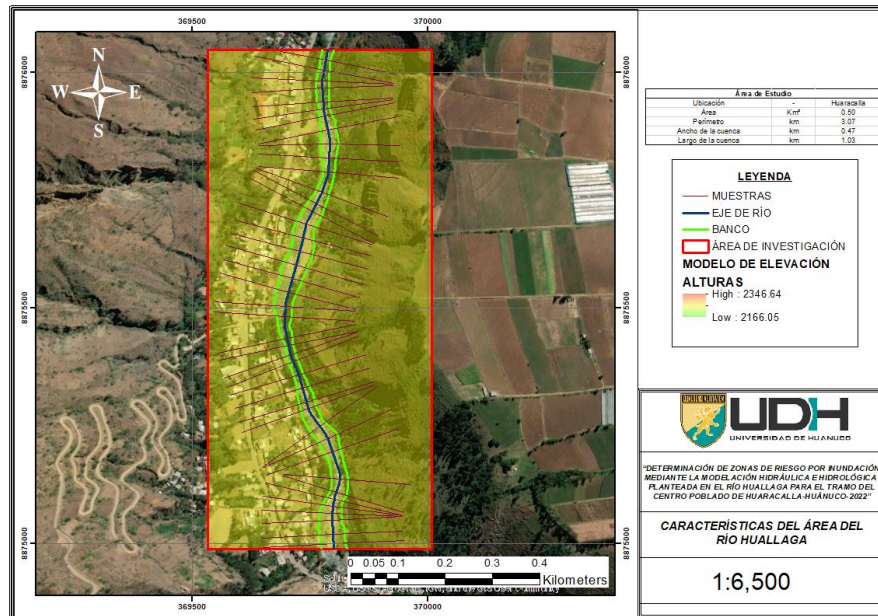 369500 370000
8876000 8876000
N
W E
S
8875500 8875500
8875000 8875000
0 0.05 0.1 0.2 0.3 0.4
Kilometers
369500 370000
Área de Estudio
Ubicación - Huaracalla
Área Km² 0.50
Perímetro km 3.07
Ancho de la cuenca km 0.47
Largo de la cuenca km 1.03
LEYENDA
MUESTRAS
EJE DE RÍO
BANCO
ÁREA DE INVESTIGACIÓN
MODELO DE ELEVACIÓN
ALTURAS
High : 2346.64
Low : 2166.05
UDH
UNIVERSIDAD DE HUANUCO
"DETERMINACIÓN DE ZONAS DE RIESGO POR INUNDACIÓN
MEDIANTE LA MODELACIÓN HIDRÁULICA E HIDROLÓGICA
PLANTEADA EN EL RÍO HUALLAGA PARA EL TRAMO DEL
CENTRO POBLADO DE HUARACALLA-HUÁNUCO-2022"
CARACTERÍSTICAS DEL ÁREA DEL
RÍO HUALLAGA
1:6,500